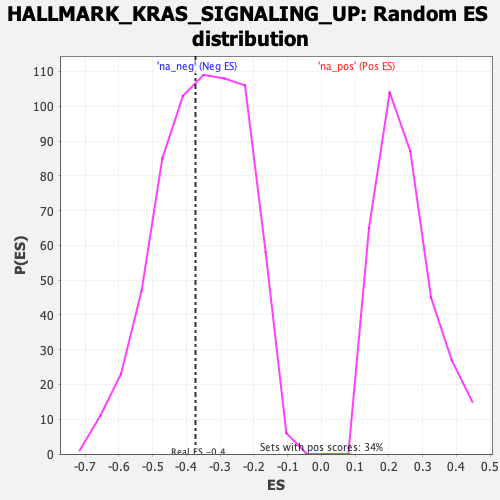 HALLMARK_KRAS_SIGNALING_UP: Random ES
distribution
'na_neg' (Neg ES)
'na_pos' (Pos ES)
P(ES)
110
100
90
80
70
60
50
40
30
20
10
0
Real ES -0.4
Sets with pos scores: 34%
-0.7 -0.6 -0.5 -0.4 -0.3 -0.2 -0.1 0.0 0.1 0.2 0.3 0.4 0.5
ES